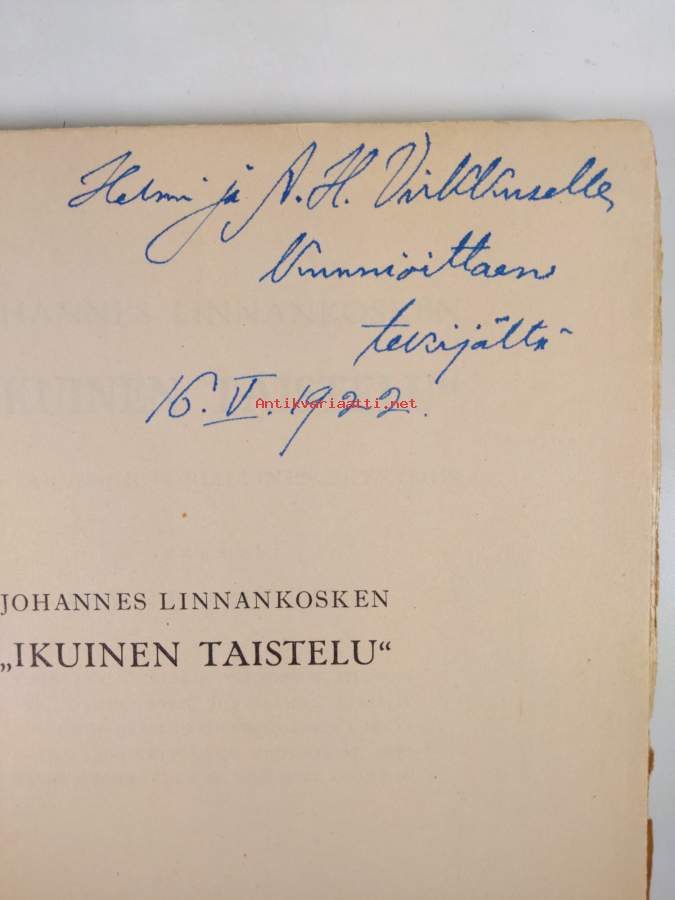 Helmi ja A. H. Virkkuselle
kunnioittaen
tekijältä
16. V. 1922.
Antikvariaatti.net
JOHANNES LINNANKOSKEN
„IKUINEN TAISTELU“